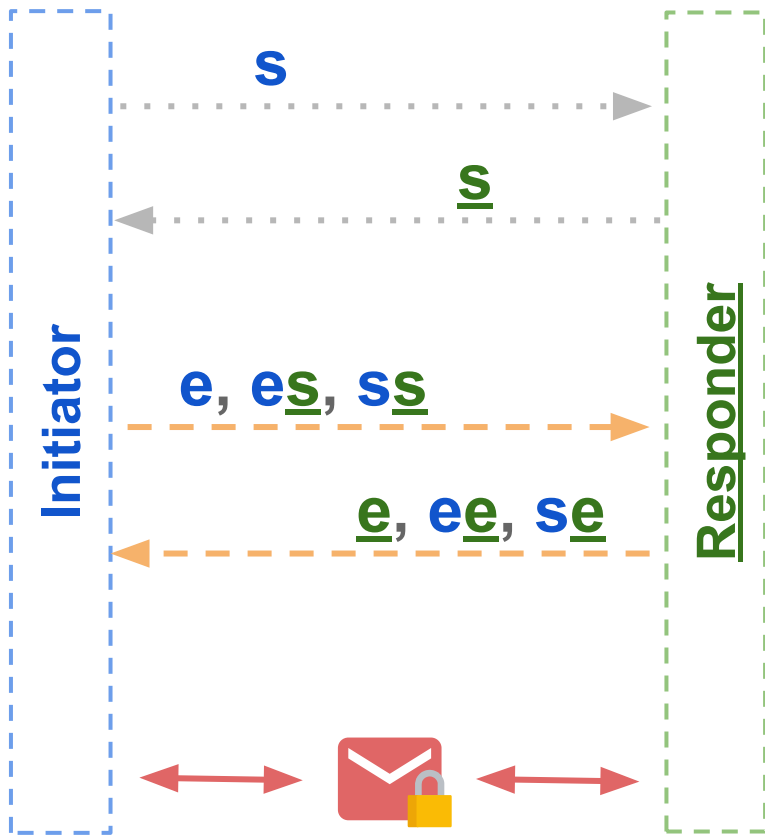 s
s
e, es, ss
e, ee, se
Initiator
Responder